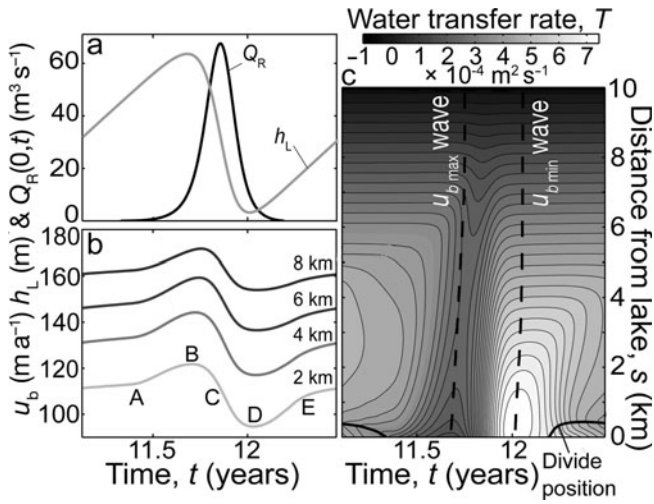 Water transfer rate, T
−1 0 1 2 3 4 5 6 7
× 10⁻⁴ m² s⁻¹
a
Q_R
h_L
60
40
20
0
12
h_L (m) & Q_R(0,t) (m³ s⁻¹)
b
180
160
140
120
100
u_b (m a⁻¹)
8 km
6 km
4 km
2 km
A
B
C
D
E
11.5
12
Time, t (years)
c
u_b max wave
u_b min wave
10
8
6
4
2
0
Distance from lake, s (km)
11.5
12
Time, t (years)
Divide
position